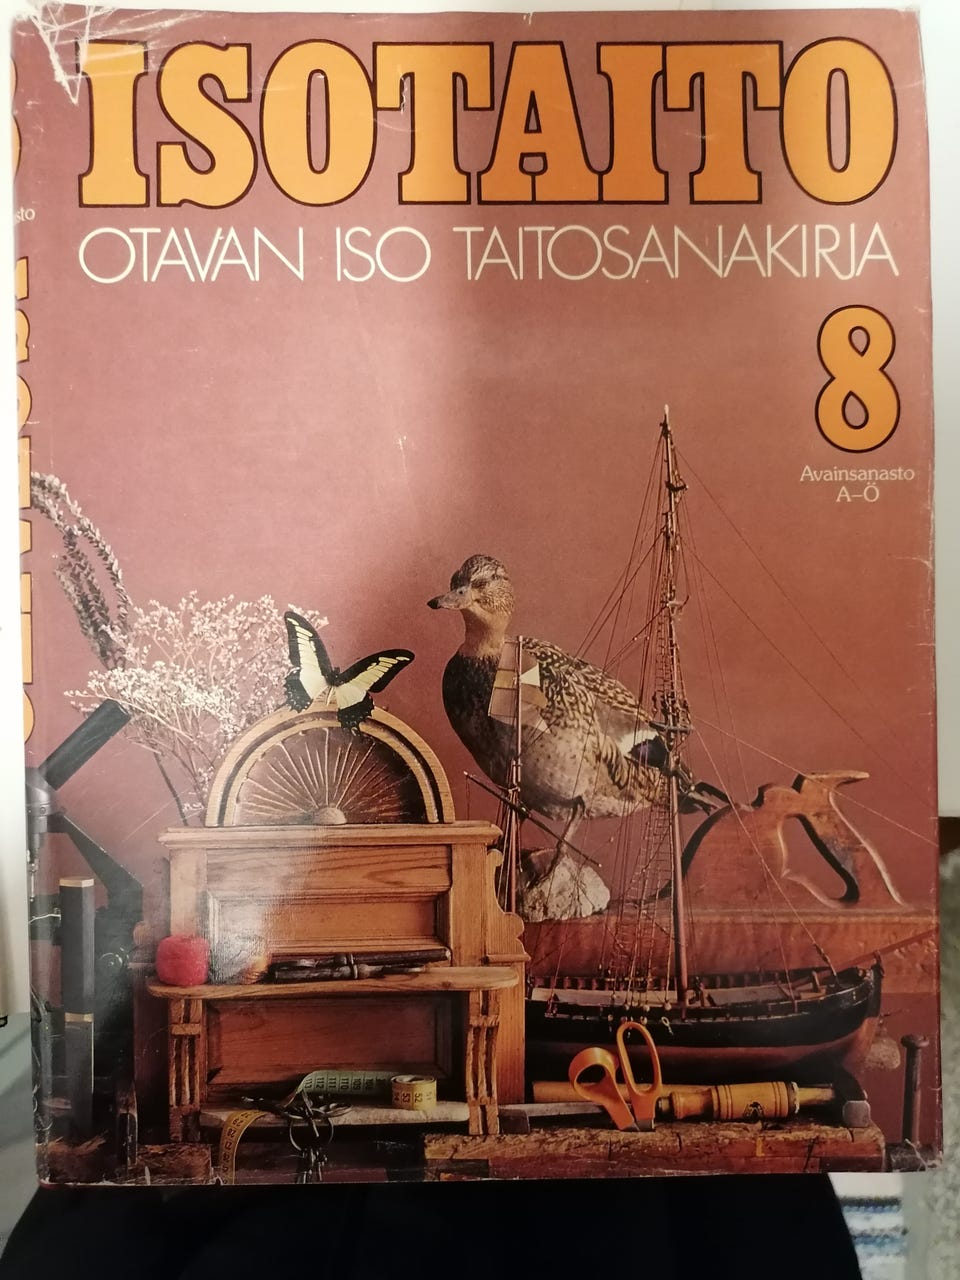 ISOTAITO
OTAVAN ISO TAITOSANAKIRJA
8
Avainsanasto
A–Ö